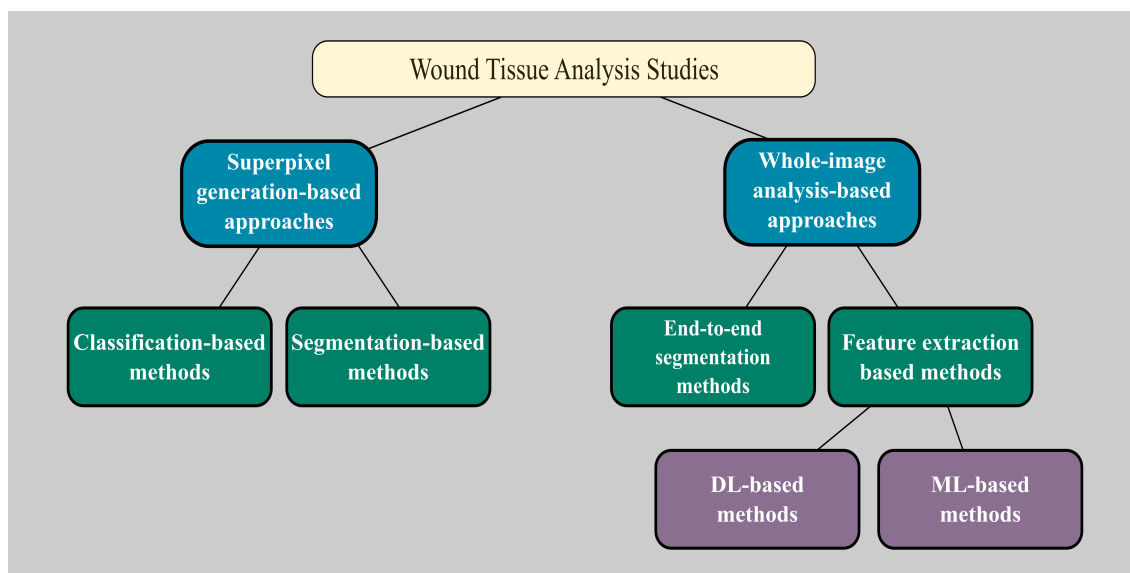 Wound Tissue Analysis Studies
Superpixel
generation-based
approaches
Whole-image
analysis-based
approaches
Classification-based
methods
Segmentation-based
methods
End-to-end
segmentation
methods
Feature extraction
based methods
DL-based
methods
ML-based
methods